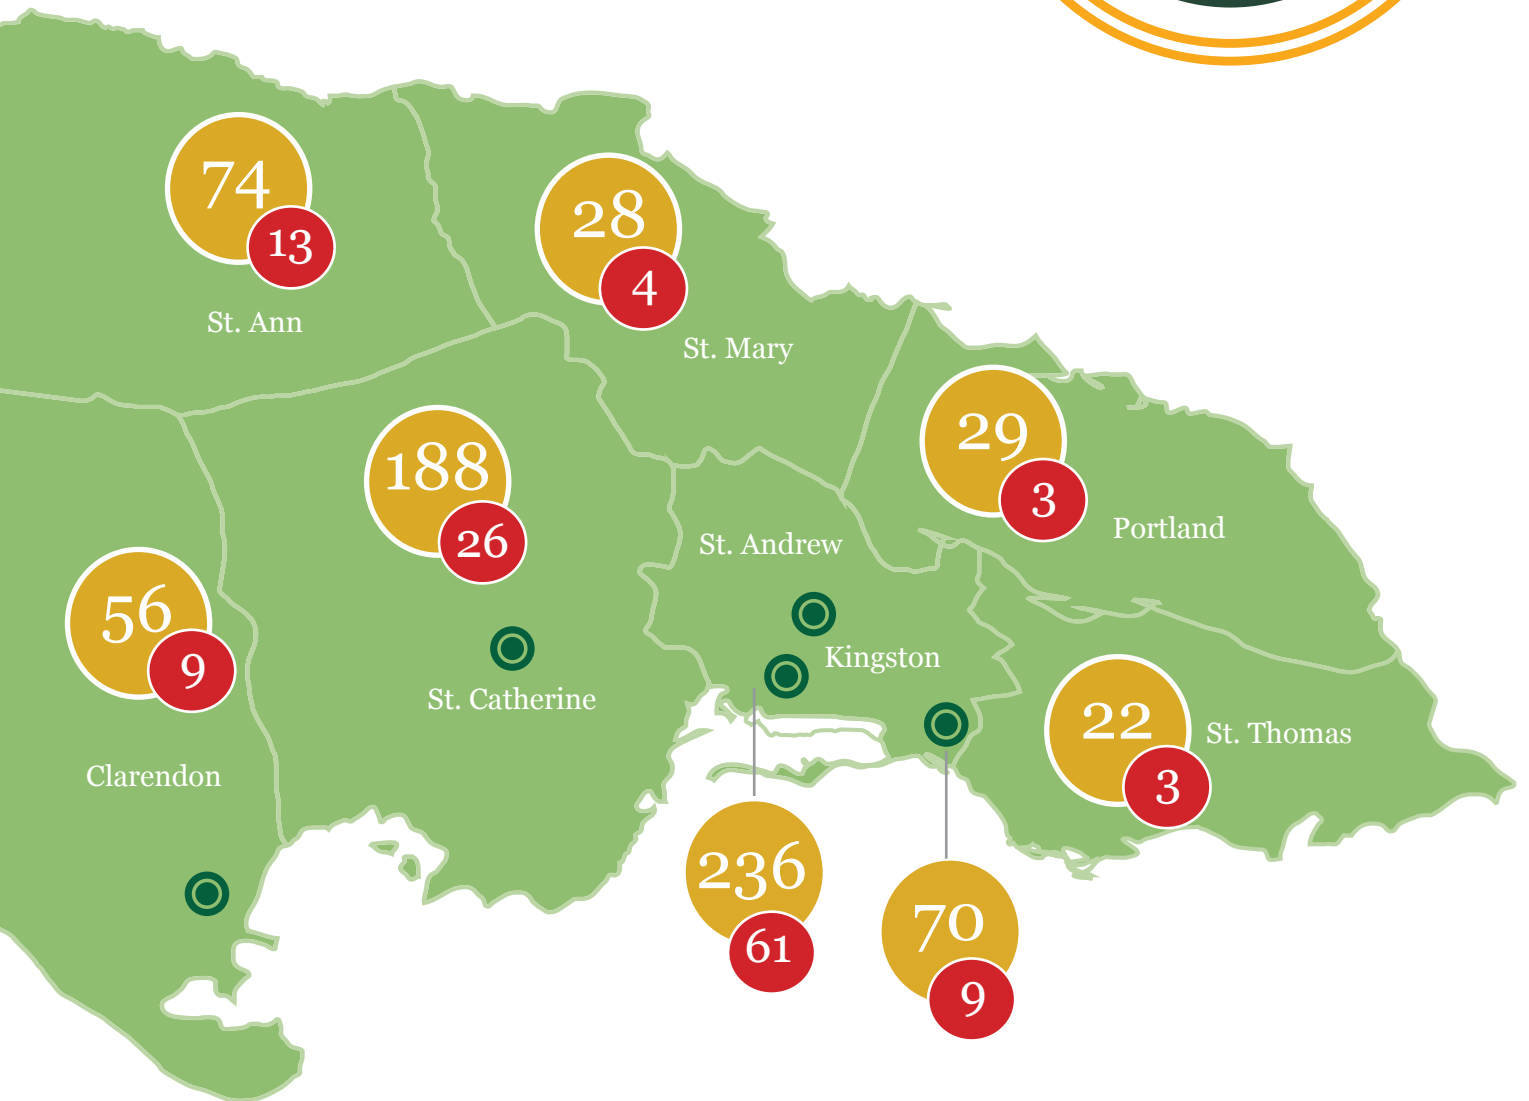 74
13
St. Ann
28
4
St. Mary
29
3
Portland
188
26
St. Catherine
St. Andrew
Kingston
56
9
Clarendon
22
3
St. Thomas
236
61
70
9